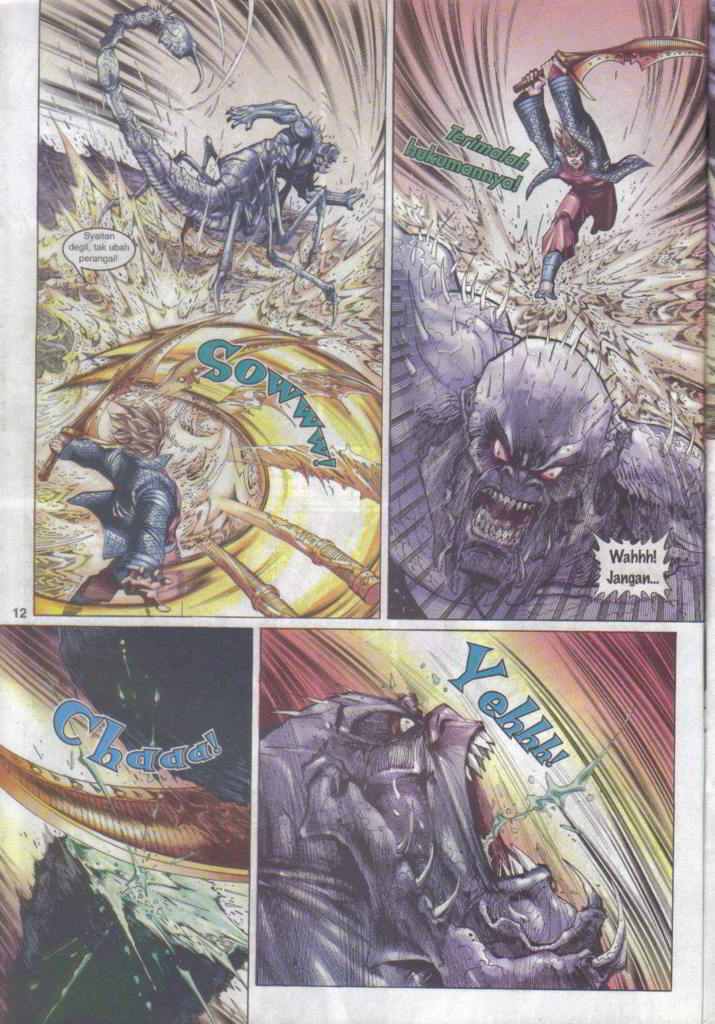 Syaitan
degil, tak ubah
perangai!
Sowww!
Terimalah
hukumannya!
Wahhh!
Jangan...
12
Chaaa!
Yehhh!